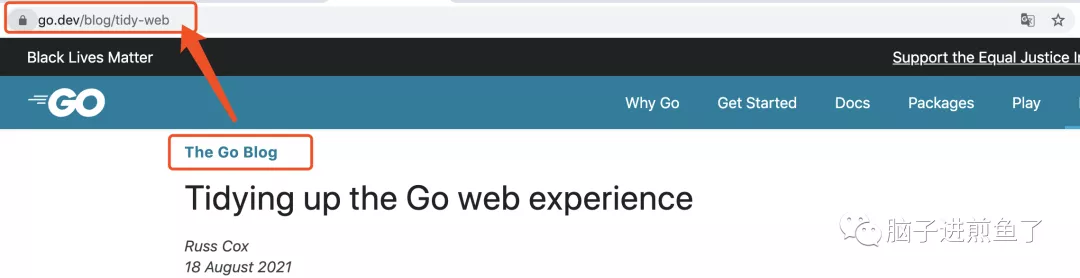 go.dev/blog/tidy-web
Black Lives Matter Support the Equal Justice I
GO Why Go Get Started Docs Packages Play
The Go Blog
Tidying up the Go web experience
Russ Cox
脑子进煎鱼了
18 August 2021